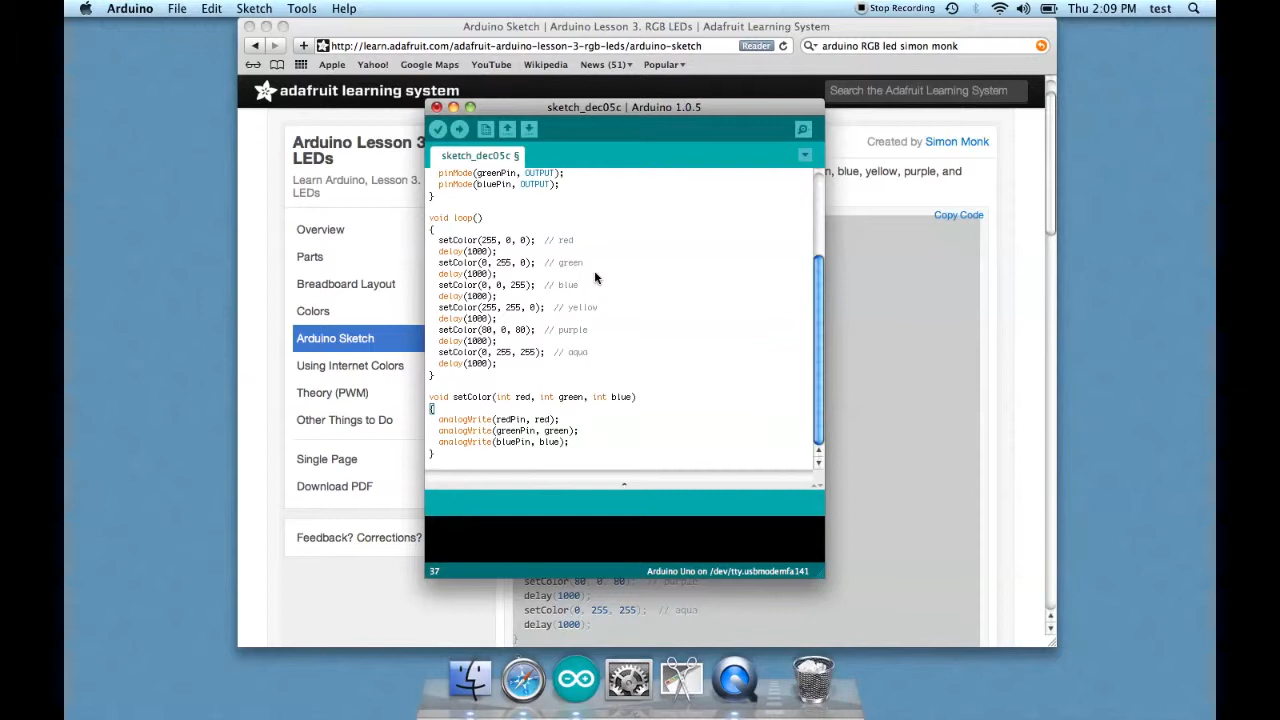 Arduino File Edit Sketch Tools Help
Stop Recording Thu 2:09 PM test
Arduino Sketch | Arduino Lesson 3. RGB LEDs | Adafruit Learning System
http://learn.adafruit.com/adafruit-arduino-lesson-3-rgb-leds/arduino-sketch Reader arduino RGB led simon monk
Apple Yahoo! Google Maps YouTube Wikipedia News (51) Popular
adafruit learning system
Search the Adafruit Learning System
Arduino Lesson 3.
LEDs
Learn Arduino, Lesson 3.
LEDs
Created by Simon Monk
n, blue, yellow, purple, and
Copy Code
Overview
Parts
Breadboard Layout
Colors
Arduino Sketch
Using Internet Colors
Theory (PWM)
Other Things to Do
Single Page
Download PDF
Feedback? Corrections?
sketch_dec05c | Arduino 1.0.5
sketch_dec05c §
pinMode(greenPin, OUTPUT);
pinMode(bluePin, OUTPUT);
}
void loop()
{
setColor(255, 0, 0); // red
delay(1000);
setColor(0, 255, 0); // green
delay(1000);
setColor(0, 0, 255); // blue
delay(1000);
setColor(255, 255, 0); // yellow
delay(1000);
setColor(80, 0, 80); // purple
delay(1000);
setColor(0, 255, 255); // aqua
delay(1000);
}
void setColor(int red, int green, int blue)
{
analogWrite(redPin, red);
analogWrite(greenPin, green);
analogWrite(bluePin, blue);
}
37
Arduino Uno on /dev/tty.usbmodemfa141
setColor(80, 0, 80); // purple
delay(1000);
setColor(0, 255, 255); // aqua
delay(1000);
}